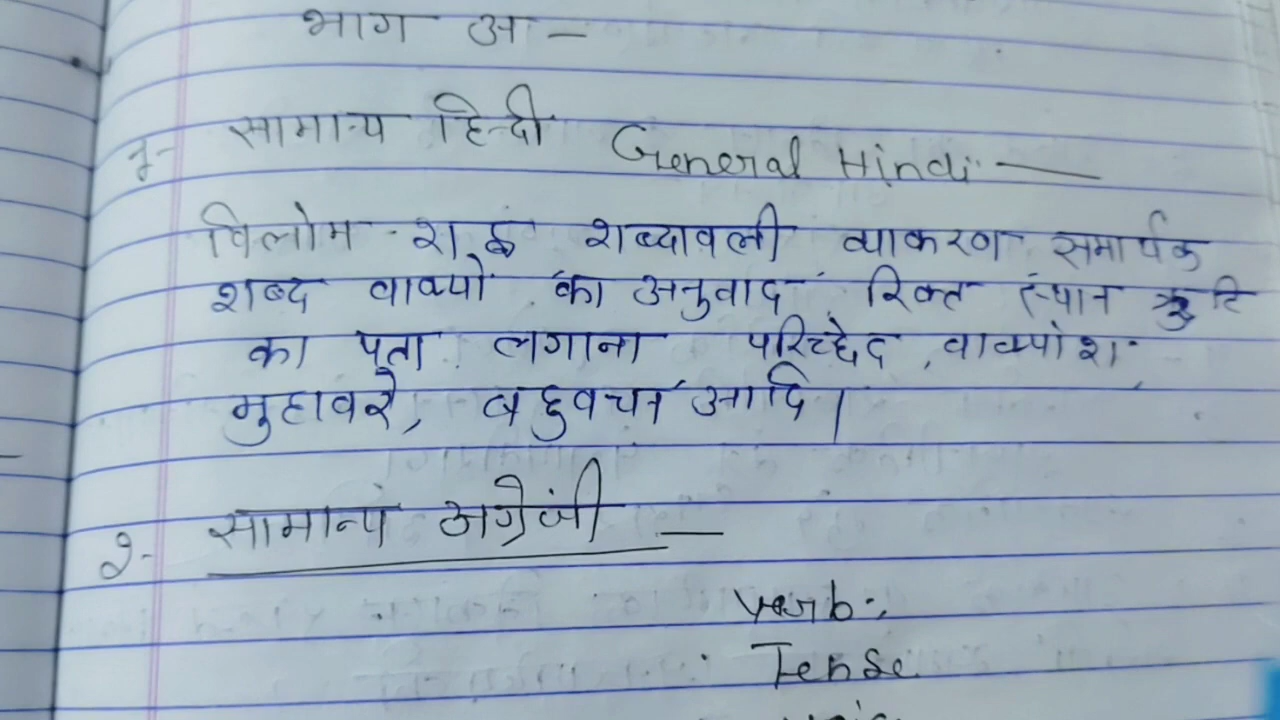 भाग अ –
1- सामान्य हिन्दी General Hindi –
विलोम शब्द शब्दावली व्याकरण समार्पक
शब्द वाक्यों का अनुवाद, रिक्त स्थान त्रुटि
का पता लगाना परिच्छेद, वाक्यांश,
मुहावरे, बहुवचन आदि।
2- सामान्य अंग्रेजी –
Verb:,
Tense